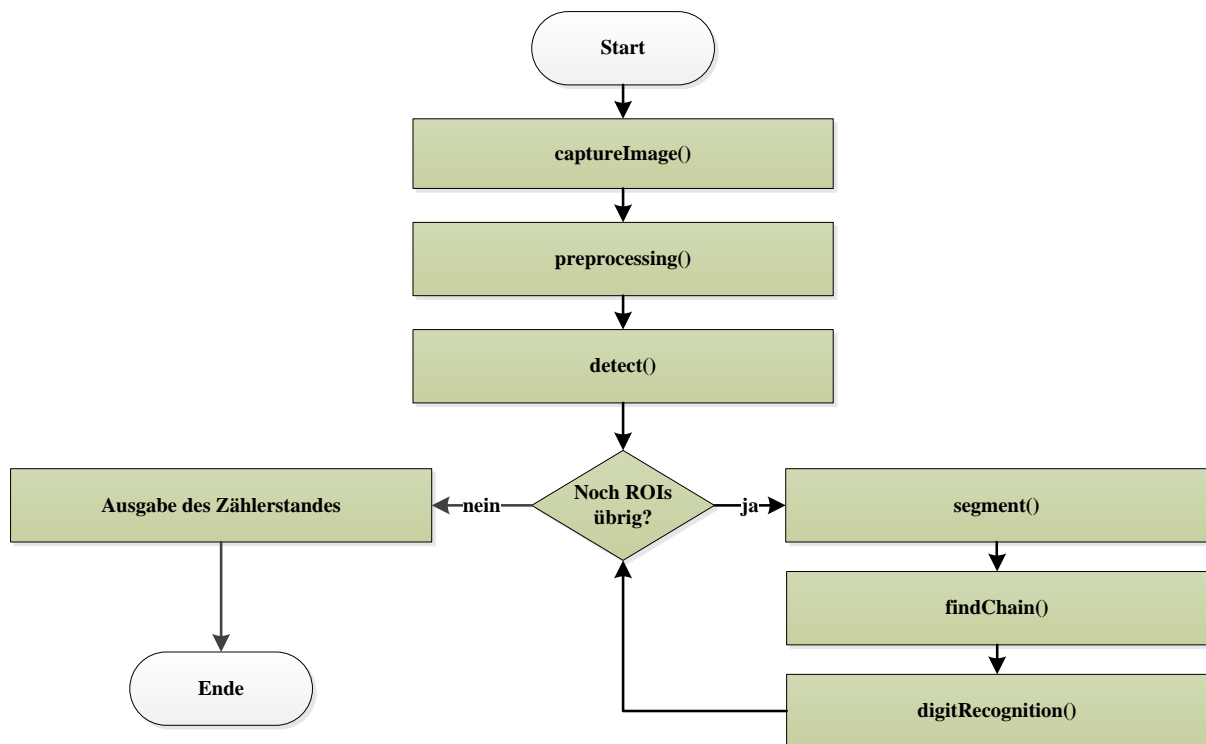 Start
captureImage()
preprocessing()
detect()
Noch ROIs
übrig?
nein
ja
Ausgabe des Zählerstandes
segment()
findChain()
Ende
digitRecognition()